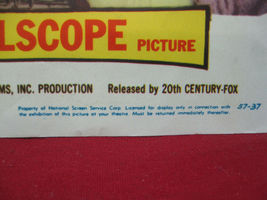 LSCOPE PICTURE
MS, INC. PRODUCTION Released by 20th CENTURY-FOX
Property of National Screen Service Corp. Licensed for display only in connection with
the exhibition of this picture at your theatre. Must be returned immediately thereafter.
57-37